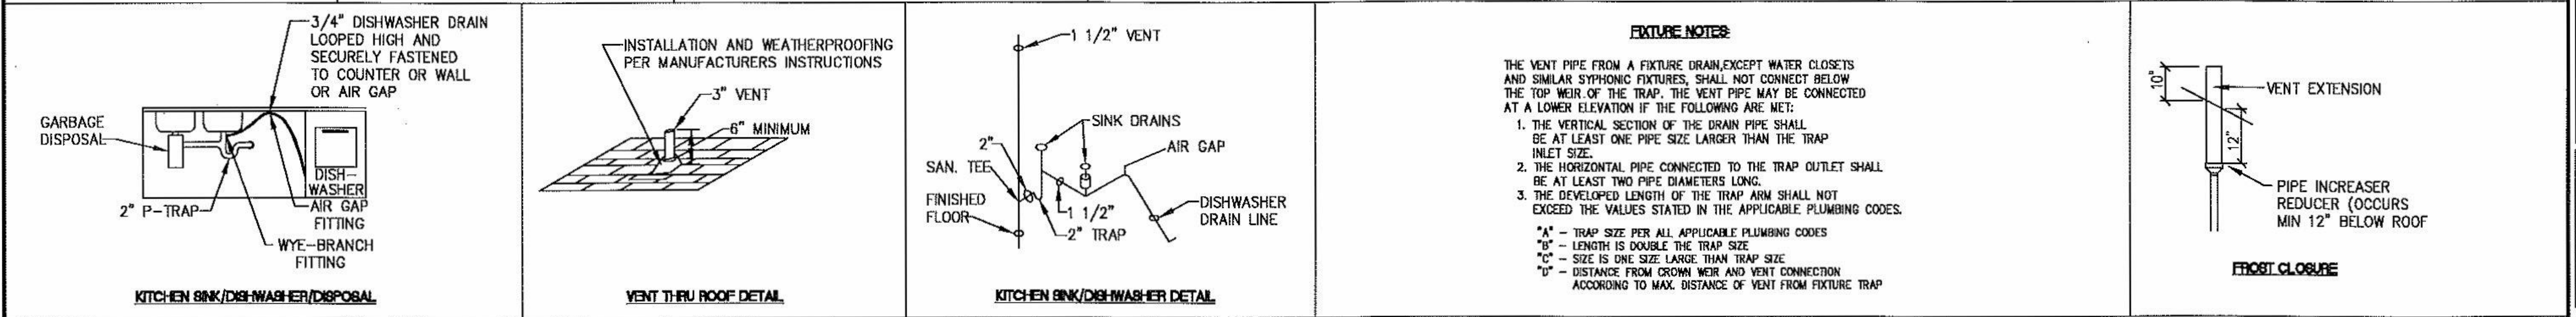 3/4" DISHWASHER DRAIN
LOOPED HIGH AND
SECURELY FASTENED
TO COUNTER OR WALL
OR AIR GAP
GARBAGE
DISPOSAL
DISH-
WASHER
2" P-TRAP
AIR GAP
FITTING
WYE-BRANCH
FITTING
KITCHEN SINK/DISHWASHER/DISPOSAL
INSTALLATION AND WEATHERPROOFING
PER MANUFACTURERS INSTRUCTIONS
3" VENT
6" MINIMUM
VENT THRU ROOF DETAIL
1 1/2" VENT
SINK DRAINS
2"
AIR GAP
SAN. TEE
FINISHED
FLOOR
1 1/2"
2" TRAP
DISHWASHER
DRAIN LINE
KITCHEN SINK/DISHWASHER DETAIL
FIXTURE NOTES:
THE VENT PIPE FROM A FIXTURE DRAIN,EXCEPT WATER CLOSETS
AND SIMILAR SYPHONIC FIXTURES, SHALL NOT CONNECT BELOW
THE TOP WEIR OF THE TRAP. THE VENT PIPE MAY BE CONNECTED
AT A LOWER ELEVATION IF THE FOLLOWING ARE MET:
1. THE VERTICAL SECTION OF THE DRAIN PIPE SHALL
BE AT LEAST ONE PIPE SIZE LARGER THAN THE TRAP
INLET SIZE.
2. THE HORIZONTAL PIPE CONNECTED TO THE TRAP OUTLET SHALL
BE AT LEAST TWO PIPE DIAMETERS LONG.
3. THE DEVELOPED LENGTH OF THE TRAP ARM SHALL NOT
EXCEED THE VALUES STATED IN THE APPLICABLE PLUMBING CODES.
"A" - TRAP SIZE PER ALL APPLICABLE PLUMBING CODES
"B" - LENGTH IS DOUBLE THE TRAP SIZE
"C" - SIZE IS ONE SIZE LARGE THAN TRAP SIZE
"D" - DISTANCE FROM CROWN WEIR AND VENT CONNECTION
ACCORDING TO MAX. DISTANCE OF VENT FROM FIXTURE TRAP
10"
VENT EXTENSION
12"
PIPE INCREASER
REDUCER (OCCURS
MIN 12" BELOW ROOF
FROST CLOSURE